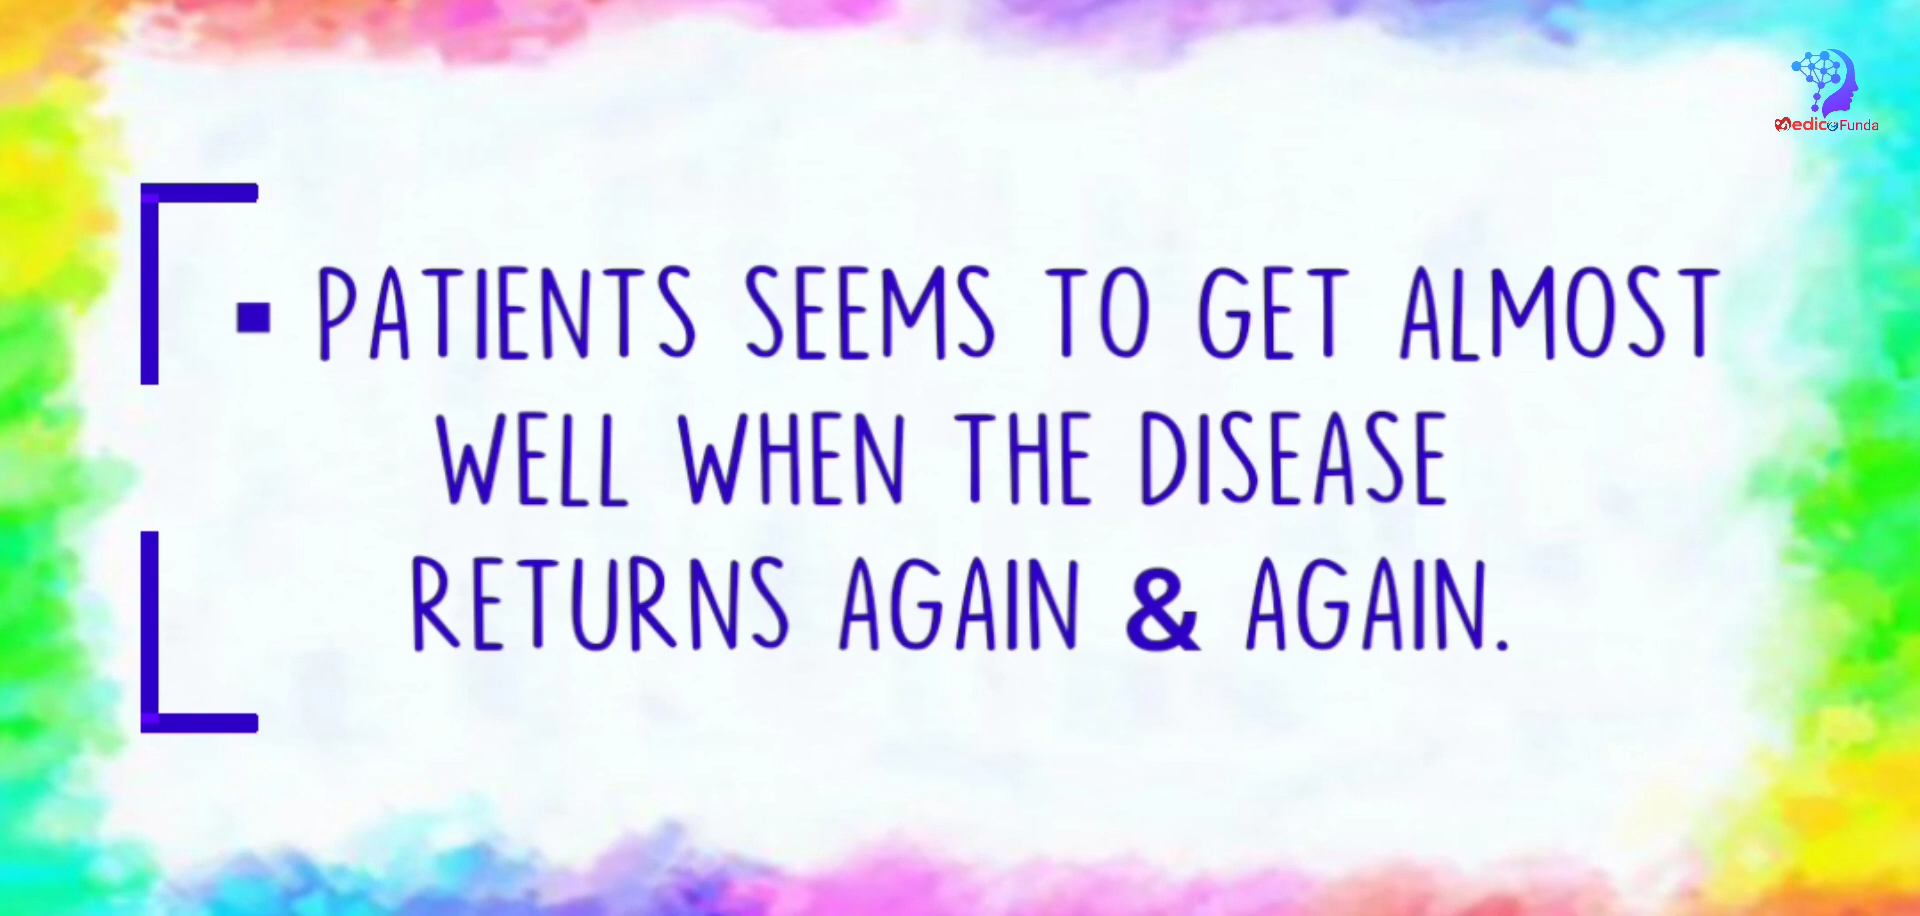 MedicoFunda
▪ PATIENTS SEEMS TO GET ALMOST
WELL WHEN THE DISEASE
RETURNS AGAIN & AGAIN.